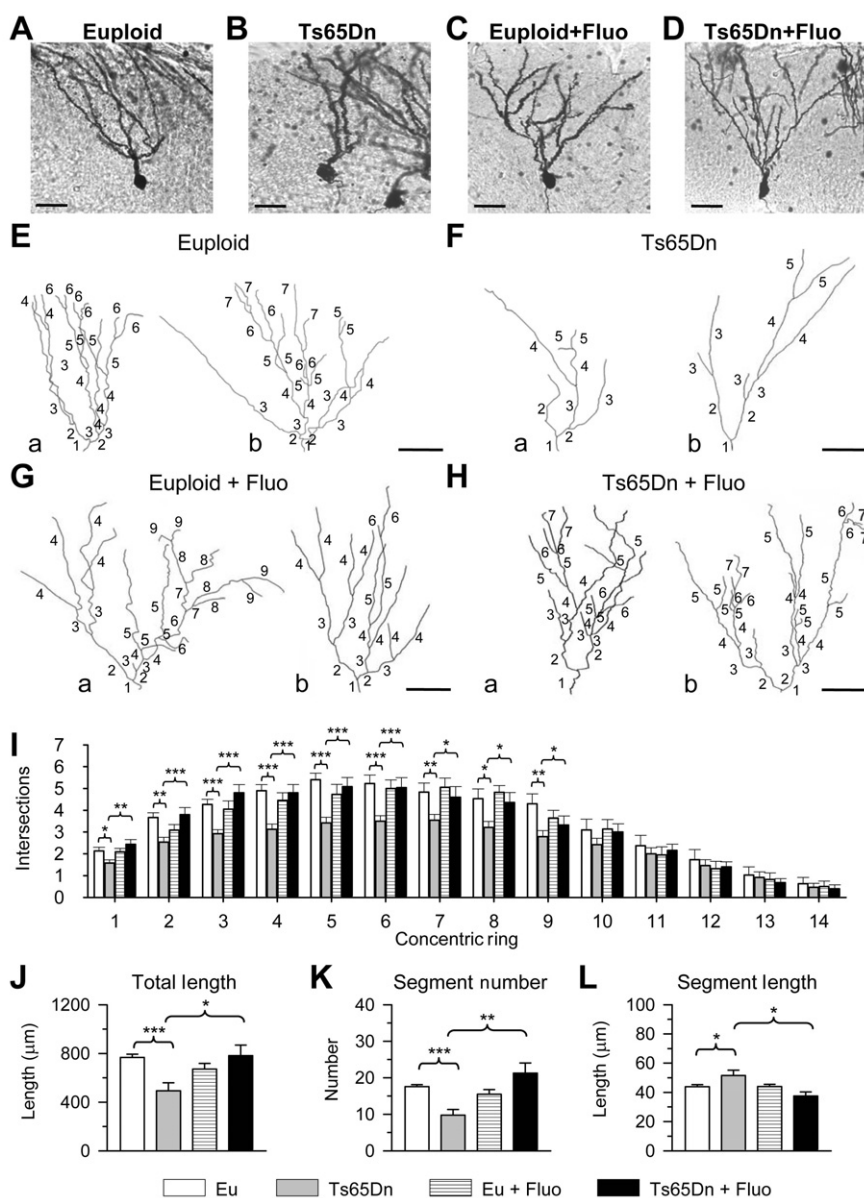 A Euploid B Ts65Dn C Euploid+Fluo D Ts65Dn+Fluo
E Euploid F Ts65Dn
a b a b
G Euploid + Fluo H Ts65Dn + Fluo
a b a b
I
Intersections
7
6
5
4
3
2
1
0
* ** ** *** *** *** *** *** *** *** *** *** ** * * * ** *
1 2 3 4 5 6 7 8 9 10 11 12 13 14
Concentric ring
J Total length
Length (μm)
1200
800
400
0
*** *
K Segment number
Number
40
30
20
10
0
*** **
L Segment length
Length (μm)
100
80
60
40
20
0
* *
Eu Ts65Dn Eu + Fluo Ts65Dn + Fluo